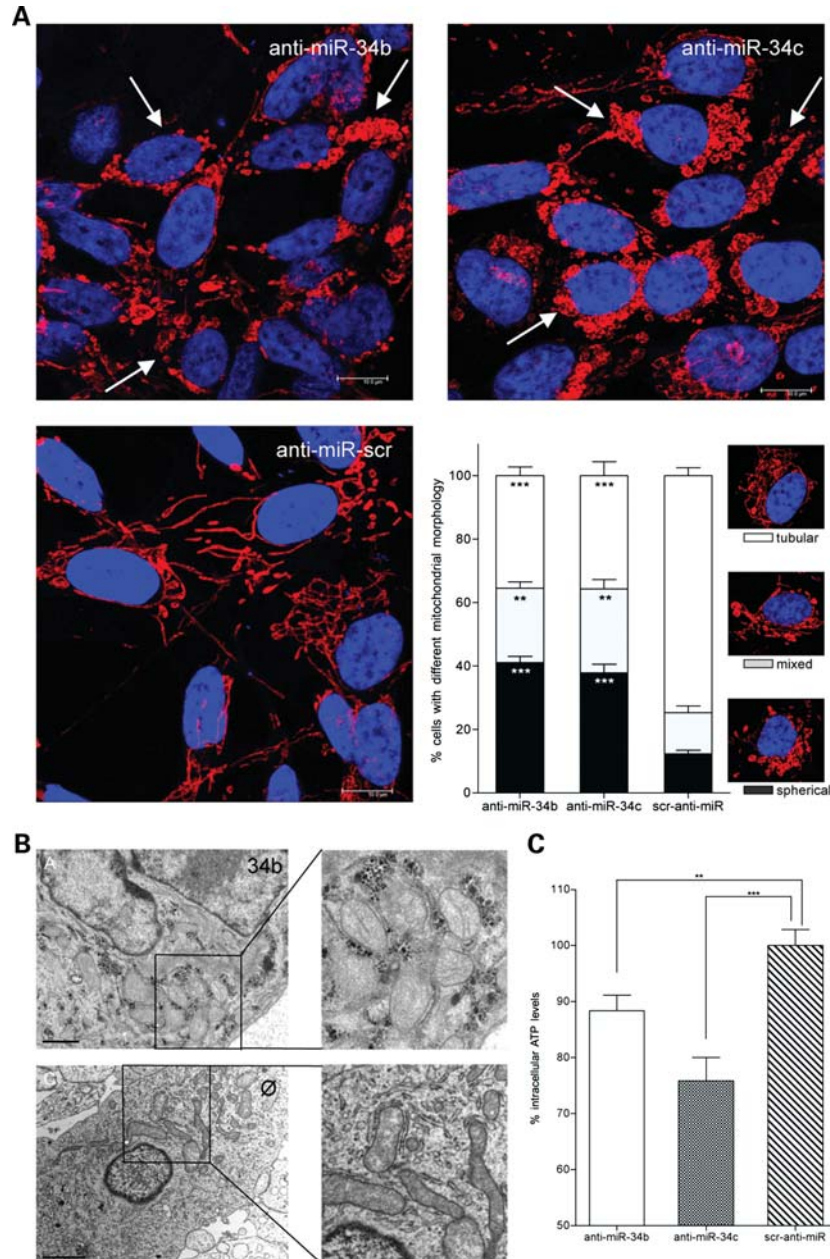 A
anti-miR-34b
anti-miR-34c
anti-miR-scr
% cells with different mitochondrial morphology
100
80
60
40
20
0
***
***
**
**
***
***
anti-miR-34b
anti-miR-34c
scr-anti-miR
tubular
mixed
spherical
B
A
34b
C
Ø
C
% intracellular ATP levels
110
100
90
80
70
60
50
**
***
anti-miR-34b
anti-miR-34c
scr-anti-miR